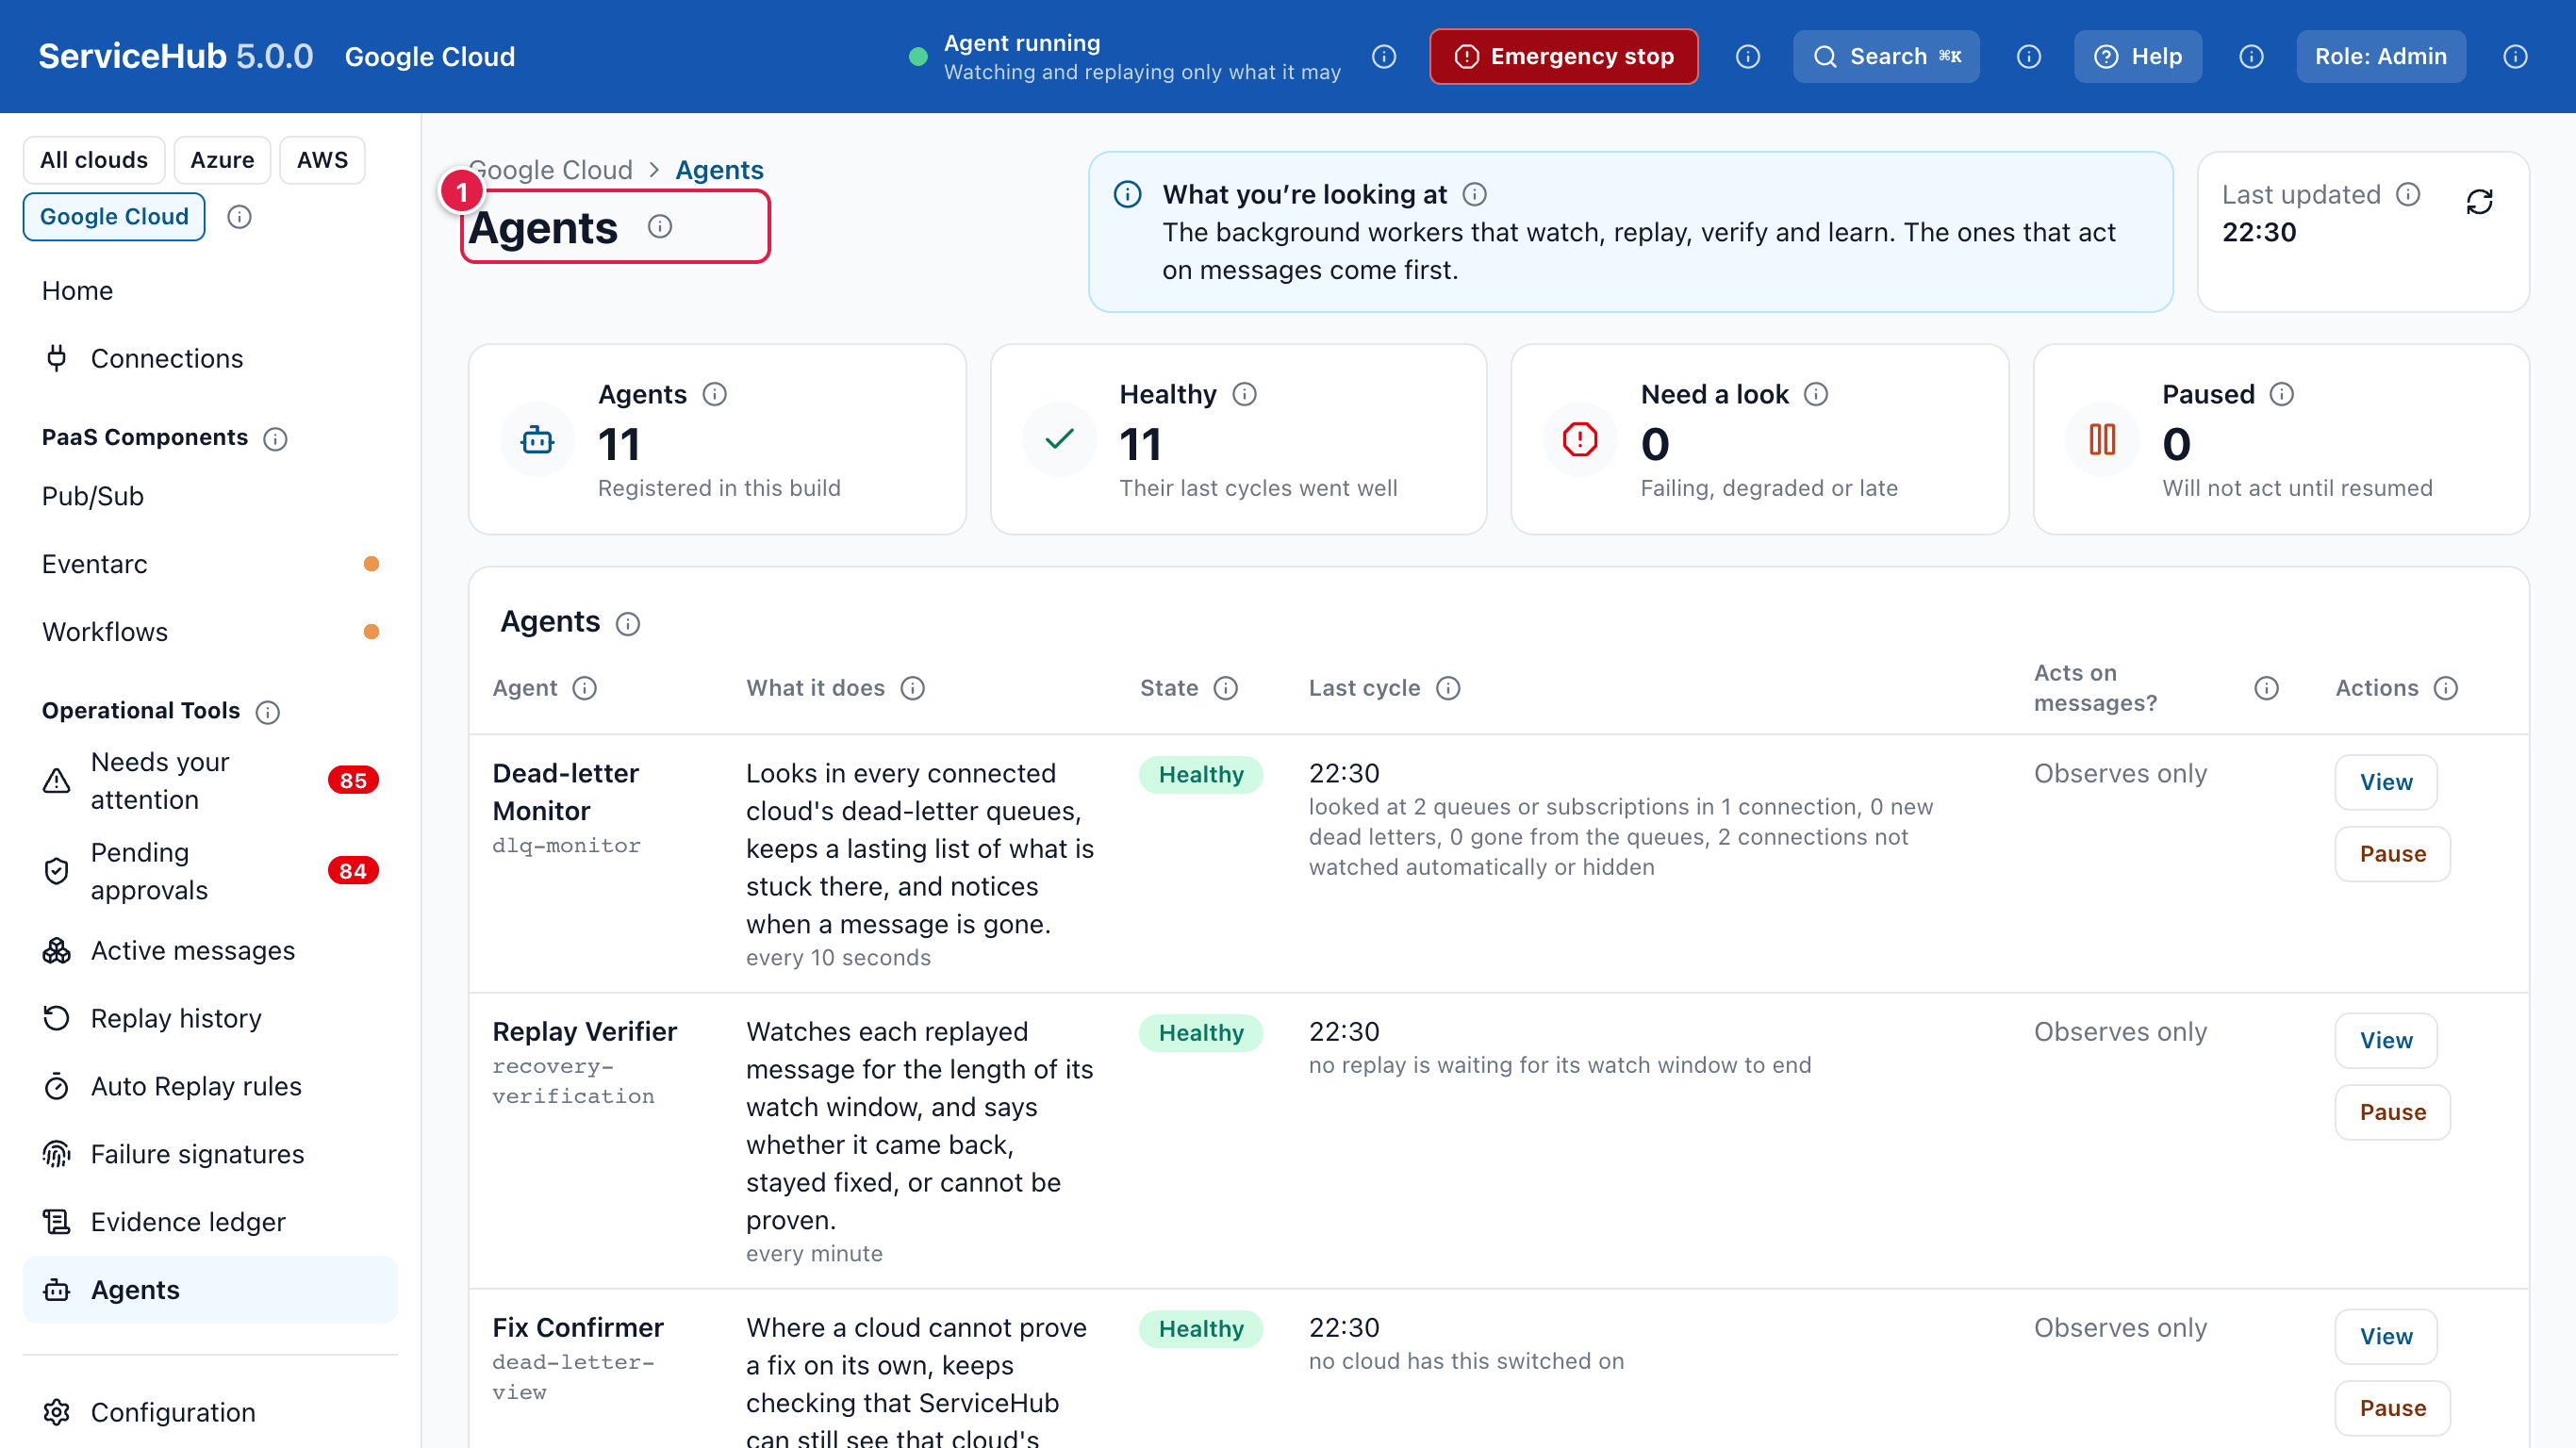 ServiceHub 5.0.0 Google Cloud
Agent running
Watching and replaying only what it may
Emergency stop
Search ⌘K
Help
Role: Admin
All clouds
Azure
AWS
Google Cloud
Home
Connections
PaaS Components
Pub/Sub
Eventarc
Workflows
Operational Tools
Needs your
attention
85
Pending
approvals
84
Active messages
Replay history
Auto Replay rules
Failure signatures
Evidence ledger
Agents
Configuration
Google Cloud > Agents
1
Agents
What you’re looking at
The background workers that watch, replay, verify and learn. The ones that act
on messages come first.
Last updated
22:30
Agents
11
Registered in this build
Healthy
11
Their last cycles went well
Need a look
0
Failing, degraded or late
Paused
0
Will not act until resumed
Agents
Agent
What it does
State
Last cycle
Acts on
messages?
Actions
Dead-letter
Monitor
dlq-monitor
Looks in every connected
cloud's dead-letter queues,
keeps a lasting list of what is
stuck there, and notices
when a message is gone.
every 10 seconds
Healthy
22:30
looked at 2 queues or subscriptions in 1 connection, 0 new
dead letters, 0 gone from the queues, 2 connections not
watched automatically or hidden
Observes only
View
Pause
Replay Verifier
recovery-
verification
Watches each replayed
message for the length of its
watch window, and says
whether it came back,
stayed fixed, or cannot be
proven.
every minute
Healthy
22:30
no replay is waiting for its watch window to end
Observes only
View
Pause
Fix Confirmer
dead-letter-
view
Where a cloud cannot prove
a fix on its own, keeps
checking that ServiceHub
can still see that cloud's
Healthy
22:30
no cloud has this switched on
Observes only
View
Pause